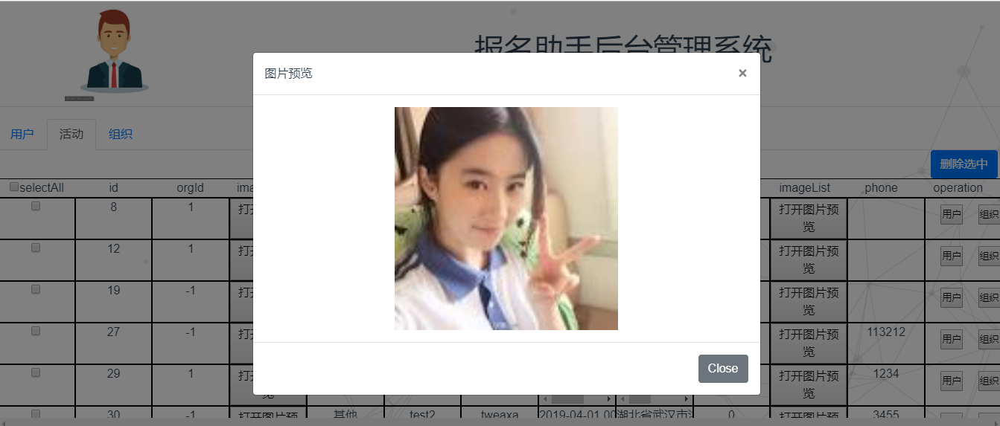 报名助手后台管理系统
图片预览 ×
用户 活动 组织
删除选中
selectAll id orgId ima imageList phone operation
8 1 打开 打开图片预览 用户 组织
12 1 打开 打开图片预览 用户 组织
19 -1 打开 打开图片预览 用户 组织
27 -1 打开 打开图片预览 113212 用户 组织
Close
29 1 打开 览 打开图片预览 1234 用户 组织
30 -1 打开图片预 其他 test2 tweaxa 2019-04-01 00 湖北省武汉市 0 打开图片预 3455